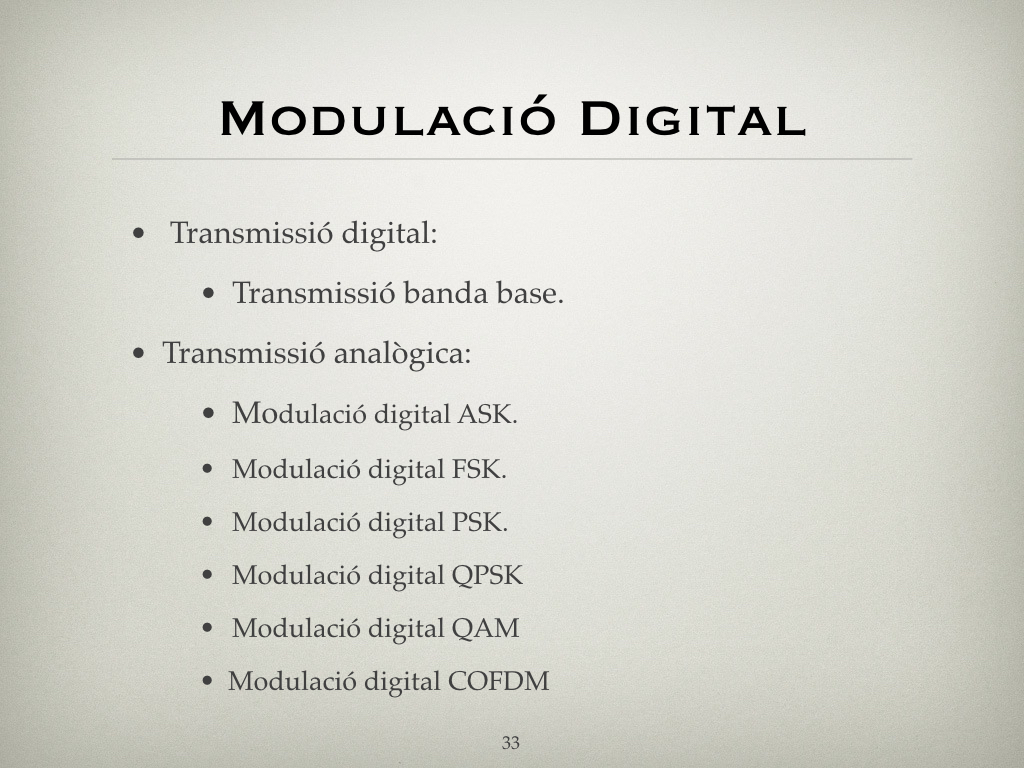 Modulació Digital
• Transmissió digital:
• Transmissió banda base.
• Transmissió analògica:
• Modulació digital ASK.
• Modulació digital FSK.
• Modulació digital PSK.
• Modulació digital QPSK
• Modulació digital QAM
• Modulació digital COFDM
33